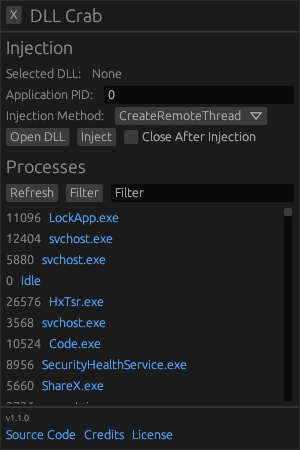 X DLL Crab
Injection
Selected DLL: None
Application PID: 0
Injection Method: CreateRemoteThread
Open DLL Inject Close After Injection
Processes
Refresh Filter Filter
11096 LockApp.exe
12404 svchost.exe
5880 svchost.exe
0 Idle
26576 HxTsr.exe
3568 svchost.exe
10524 Code.exe
8956 SecurityHealthService.exe
5660 ShareX.exe
v1.1.0
Source Code Credits License